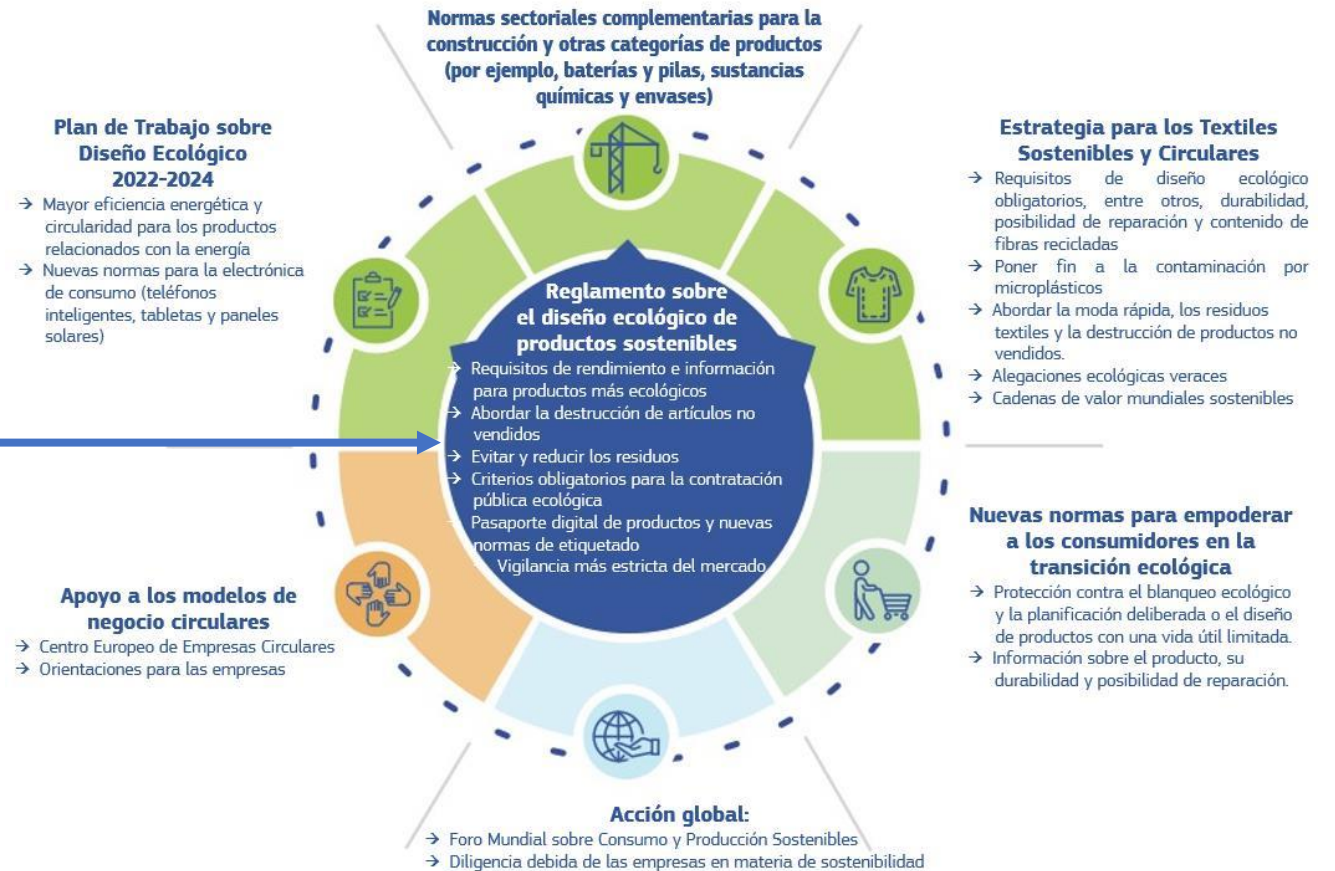 Normas sectoriales complementarias para la
construcción y otras categorías de productos
(por ejemplo, baterías y pilas, sustancias
químicas y envases)
Plan de Trabajo sobre
Diseño Ecológico
2022-2024
→ Mayor eficiencia energética y
circularidad para los productos
relacionados con la energía
→ Nuevas normas para la electrónica
de consumo (teléfonos
inteligentes, tabletas y paneles
solares)
Estrategia para los Textiles
Sostenibles y Circulares
→ Requisitos de diseño ecológico
obligatorios, entre otros, durabilidad,
posibilidad de reparación y contenido de
fibras recicladas
→ Poner fin a la contaminación por
microplásticos
→ Abordar la moda rápida, los residuos
textiles y la destrucción de productos no
vendidos.
→ Alegaciones ecológicas veraces
→ Cadenas de valor mundiales sostenibles
Reglamento sobre
el diseño ecológico de
productos sostenibles
→ Requisitos de rendimiento e información
para productos más ecológicos
→ Abordar la destrucción de artículos no
vendidos
→ Evitar y reducir los residuos
→ Criterios obligatorios para la contratación
pública ecológica
→ Pasaporte digital de productos y nuevas
normas de etiquetado
Vigilancia más estricta del mercado
Apoyo a los modelos de
negocio circulares
→ Centro Europeo de Empresas Circulares
→ Orientaciones para las empresas
Nuevas normas para empoderar
a los consumidores en la
transición ecológica
→ Protección contra el blanqueo ecológico
y la planificación deliberada o el diseño
de productos con una vida útil limitada.
→ Información sobre el producto, su
durabilidad y posibilidad de reparación.
Acción global:
→ Foro Mundial sobre Consumo y Producción Sostenibles
→ Diligencia debida de las empresas en materia de sostenibilidad